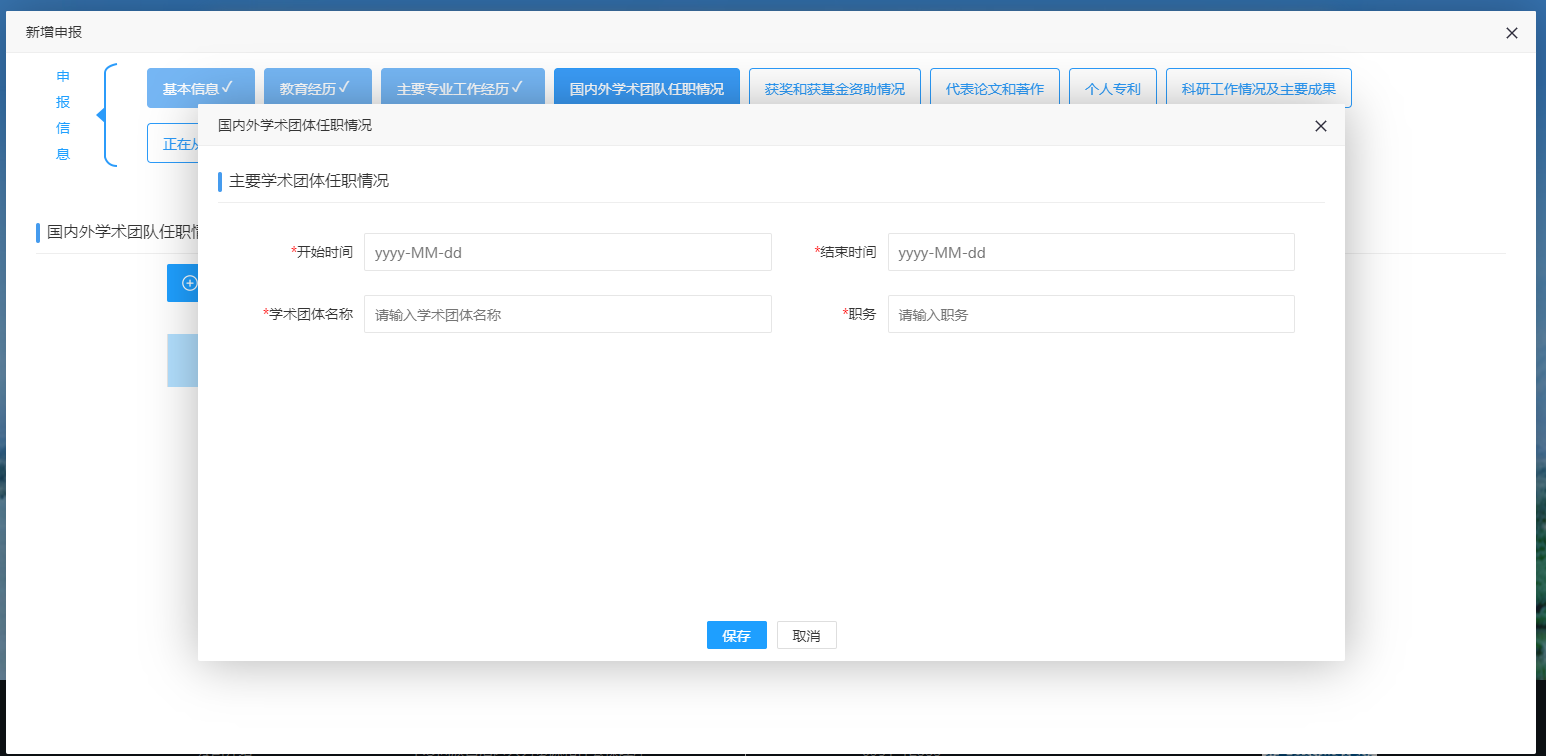 新增申报
申
报
信
息
基本信息✓
教育经历✓
主要专业工作经历✓
国内外学术团队任职情况
获奖和获基金资助情况
代表论文和著作
个人专利
科研工作情况及主要成果
正在
国内外学术团队任职
国内外学术团体任职情况
主要学术团体任职情况
*开始时间 yyyy-MM-dd
*结束时间 yyyy-MM-dd
*学术团体名称 请输入学术团体名称
*职务 请输入职务
保存
取消